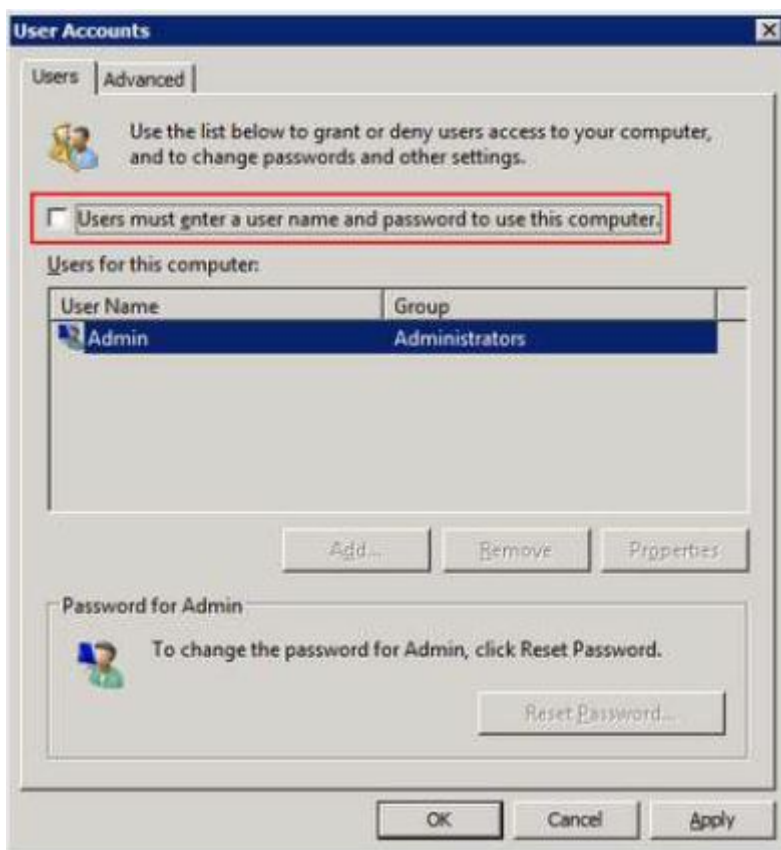 User Accounts
Users
Advanced
Use the list below to grant or deny users access to your computer,
and to change passwords and other settings.
Users must enter a user name and password to use this computer.
Users for this computer:
User Name Group
Admin Administrators
Add... Remove Properties
Password for Admin
To change the password for Admin, click Reset Password.
Reset Password...
OK Cancel Apply